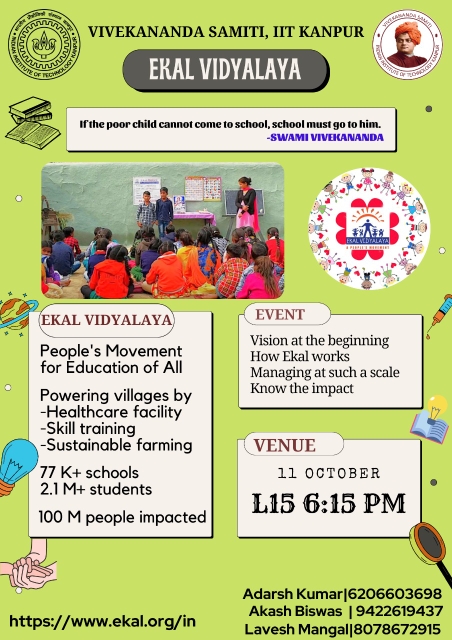 VIVEKANANDA SAMITI, IIT KANPUR
EKAL VIDYALAYA
If the poor child cannot come to school, school must go to him.
-SWAMI VIVEKANANDA
EKAL VIDYALAYA
A PEOPLE'S MOVEMENT
EKAL VIDYALAYA
People's Movement
for Education of All
Powering villages by
-Healthcare facility
-Skill training
-Sustainable farming
77 K+ schools
2.1 M+ students
100 M people impacted
EVENT
Vision at the beginning
How Ekal works
Managing at such a scale
Know the impact
VENUE
11 OCTOBER
L15 6:15 PM
https://www.ekal.org/in
Adarsh Kumar|6206603698
Akash Biswas | 9422619437
Lavesh Mangal|8078672915